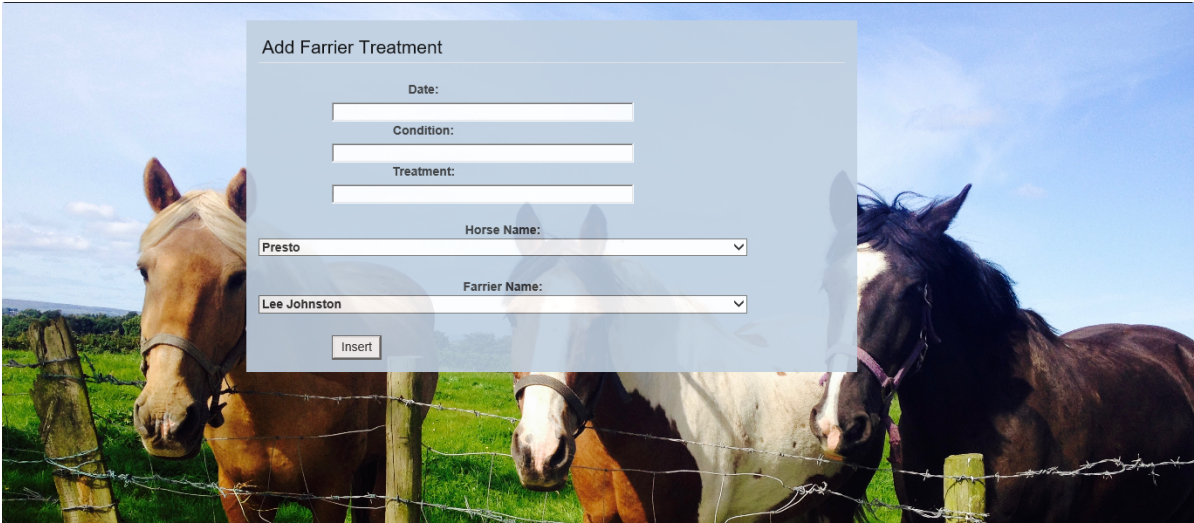 Add Farrier Treatment
Date:
Condition:
Treatment:
Horse Name:
Presto
Farrier Name:
Lee Johnston
Insert